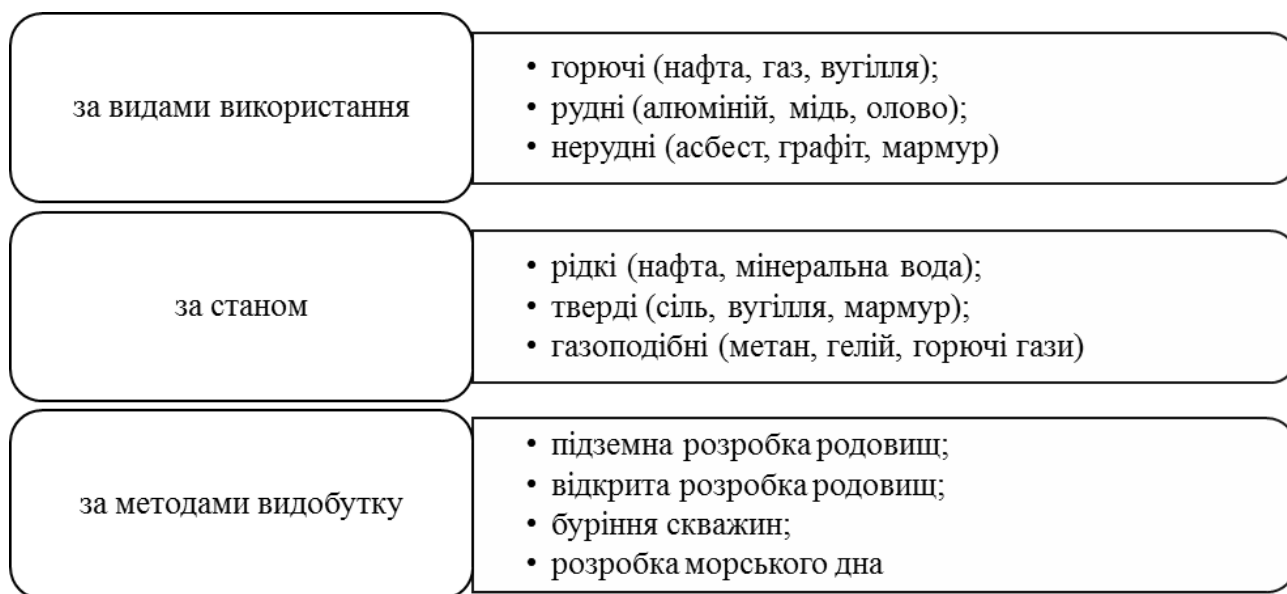 за видами використання
• горючі (нафта, газ, вугілля);
• рудні (алюміній, мідь, олово);
• нерудні (асбест, графіт, мармур)
за станом
• рідкі (нафта, мінеральна вода);
• тверді (сіль, вугілля, мармур);
• газоподібні (метан, гелій, горючі гази)
за методами видобутку
• підземна розробка родовищ;
• відкрита розробка родовищ;
• буріння скважин;
• розробка морського дна